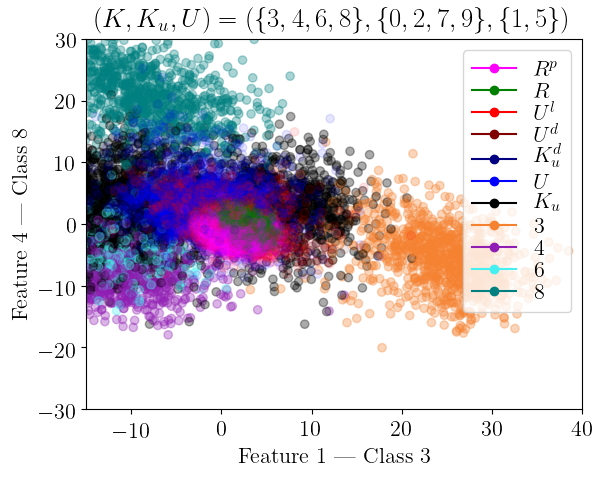 (K, K_u, U) = ({3, 4, 6, 8}, {0, 2, 7, 9}, {1, 5})
Feature 4 — Class 8
30
20
10
0
−10
−20
−30
R^p
R
U^l
U^d
K_u^d
U
K_u
3
4
6
8
−10
0
10
20
30
40
Feature 1 — Class 3